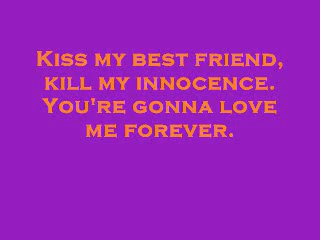 Kiss my best friend,
kill my innocence.
You're gonna love
me forever.